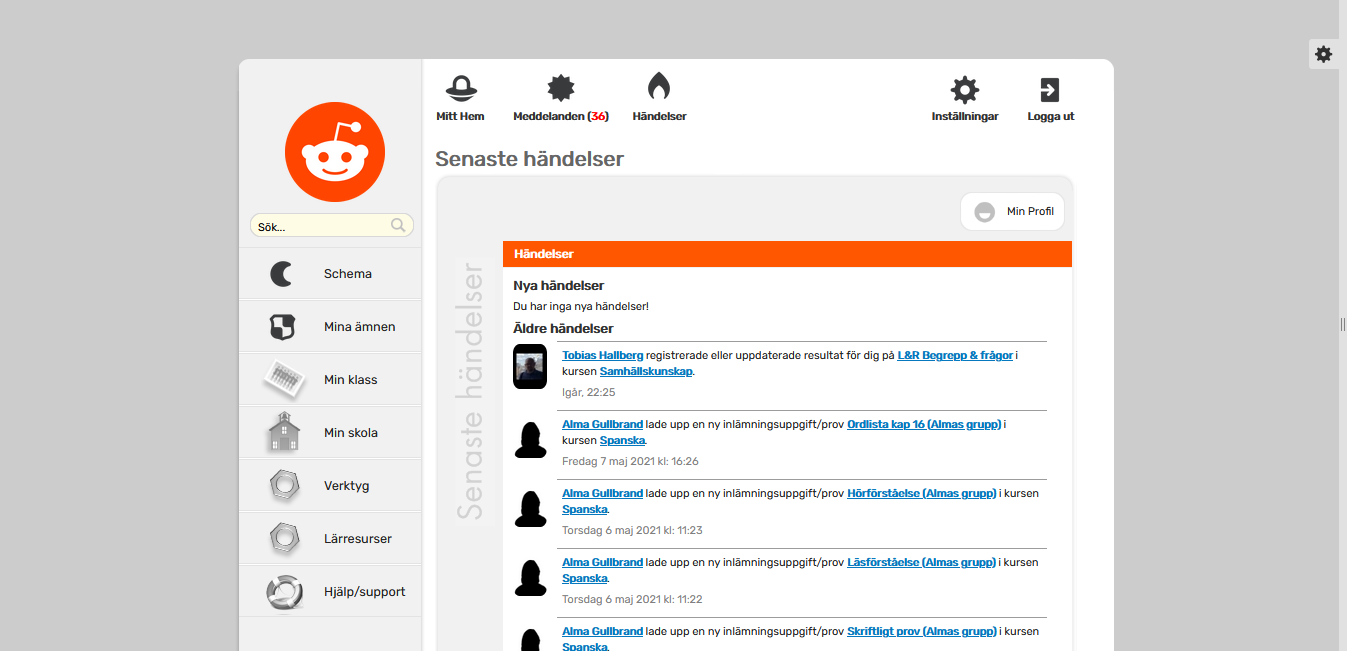 Mitt Hem
Meddelanden (36)
Händelser
Inställningar
Logga ut
Sök...
Schema
Mina ämnen
Min klass
Min skola
Verktyg
Lärresurser
Hjälp/support
Senaste händelser
Min Profil
Senaste händelser
Händelser
Nya händelser
Du har inga nya händelser!
Äldre händelser
Tobias Hallberg registrerade eller uppdaterade resultat för dig på L&R Begrepp & frågor i
kursen Samhällskunskap.
Igår, 22:25
Alma Gullbrand lade upp en ny inlämningsuppgift/prov Ordlista kap 16 (Almas grupp) i
kursen Spanska.
Fredag 7 maj 2021 kl: 16:26
Alma Gullbrand lade upp en ny inlämningsuppgift/prov Hörförståelse (Almas grupp) i kursen
Spanska.
Torsdag 6 maj 2021 kl: 11:23
Alma Gullbrand lade upp en ny inlämningsuppgift/prov Läsförståelse (Almas grupp) i kursen
Spanska.
Torsdag 6 maj 2021 kl: 11:22
Alma Gullbrand lade upp en ny inlämningsuppgift/prov Skriftligt prov (Almas grupp) i kursen
Spanska.